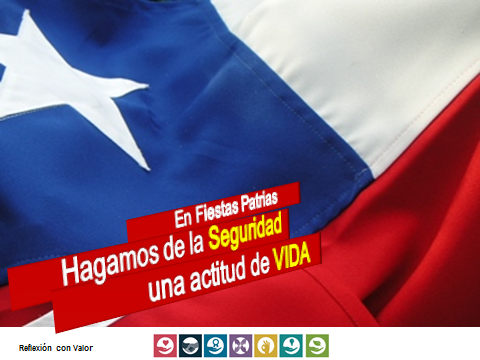 En Fiestas Patrias
Hagamos de la Seguridad
una actitud de VIDA
Reflexión con Valor